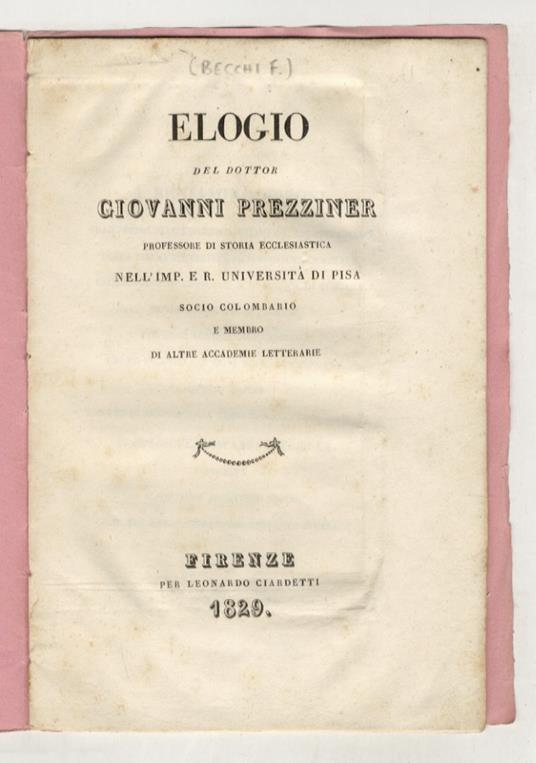 (BECCHI F.)
ELOGIO
DEL DOTTOR
GIOVANNI PREZZINER
PROFESSORE DI STORIA ECCLESIASTICA
NELL'IMP. E R. UNIVERSITÀ DI PISA
SOCIO COLOMBARIO
E MEMBRO
DI ALTRE ACCADEMIE LETTERARIE
FIRENZE
PER LEONARDO CIARDETTI
1829.